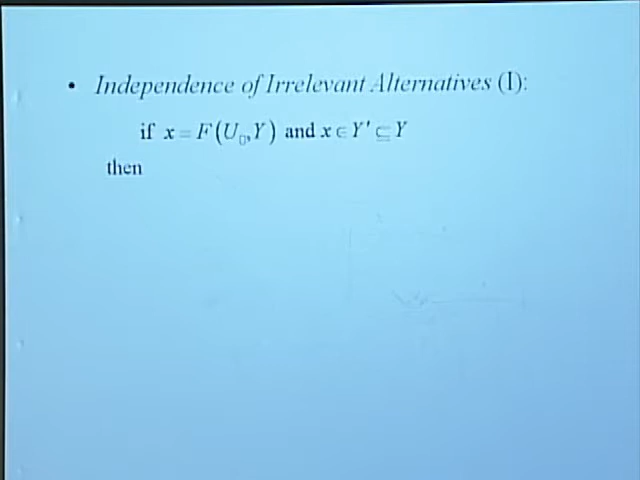 • Independence of Irrelevant Alternatives (I):
if x = F(U₀,Y) and x ∈ Y' ⊆ Y
then